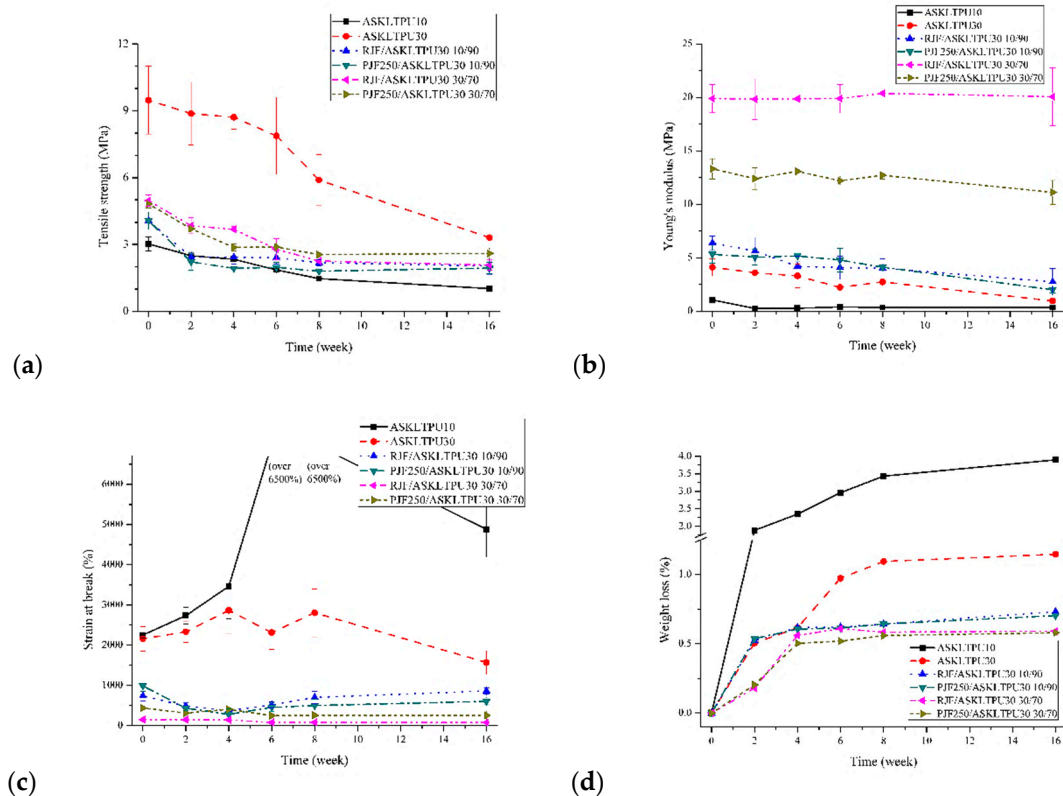 ASKLTPU10
ASKLTPU30
RJF/ASKLTPU30 10/90
PJF250/ASKLTPU30 10/90
RJF/ASKLTPU30 30/70
PJF250/ASKLTPU30 30/70
12
9
6
3
0
Tensile strength (MPa)
0 2 4 6 8 10 12 14 16
Time (week)
(a)
ASKLTPU10
ASKLTPU30
RJF/ASKLTPU30 10/90
PJF250/ASKLTPU30 10/90
RJF/ASKLTPU30 30/70
PJF250/ASKLTPU30 30/70
25
20
15
10
5
0
Young's modulus (MPa)
0 2 4 6 8 10 12 14 16
Time (week)
(b)
ASKLTPU10
ASKLTPU30
RJF/ASKLTPU30 10/90
PJF250/ASKLTPU30 10/90
RJF/ASKLTPU30 30/70
PJF250/ASKLTPU30 30/70
(over (over
6500%) 6500%)
6000
5000
4000
3000
2000
1000
0
Strain at break (%)
0 2 4 6 8 10 12 14 16
Time (week)
(c)
4.0
3.5
3.0
2.5
2.0
1.0
0.5
0.0
Weight loss (%)
ASKLTPU10
ASKLTPU30
RJF/ASKLTPU30 10/90
PJF250/ASKLTPU30 10/90
RJF/ASKLTPU30 30/70
PJF250/ASKLTPU30 30/70
0 2 4 6 8 10 12 14 16
Time (week)
(d)